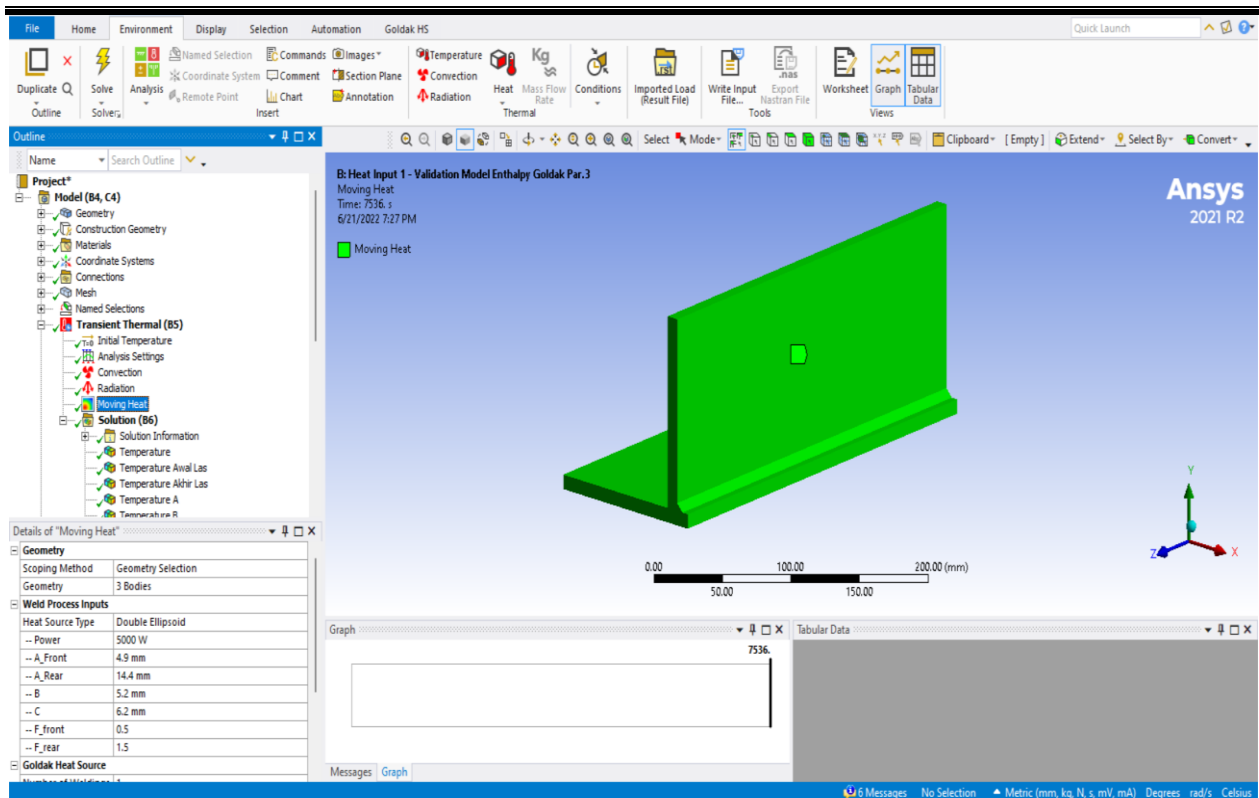 File Home Environment Display Selection Automation Goldak HS Quick Launch
Duplicate Q Solve Analysis Named Selection Coordinate System Remote Point Commands Comment Chart Images Annotation Section Plane Temperature Convection Radiation Heat Kg Mass Flow Rate Conditions .RST Imported Load (Result File) Write Input File... .nas Export Nastran File Worksheet Graph Tabular Data
Outline Solver Insert Thermal Tools Views
Outline
Name Search Outline
Select Mode Clipboard [ Empty ] Extend Select By Convert
Project*
Model (B4, C4)
Geometry
Construction Geometry
Materials
Coordinate Systems
Connections
Mesh
Named Selections
Transient Thermal (B5)
T=0 Initial Temperature
Analysis Settings
Convection
Radiation
Moving Heat
Solution (B6)
Solution Information
Temperature
Temperature Awal Las
Temperature Akhir Las
Temperature A
Temperature B
B: Heat Input 1 - Validation Model Enthalpy Goldak Par.3
Moving Heat
Time: 7536. s
6/21/2022 7:27 PM
Moving Heat
Ansys
2021 R2
Y
Z X
0.00 100.00 200.00 (mm)
50.00 150.00
Details of "Moving Heat"
Geometry
Scoping Method Geometry Selection
Geometry 3 Bodies
Weld Process Inputs
Heat Source Type Double Ellipsoid
-- Power 5000 W
-- A_Front 4.9 mm
-- A_Rear 14.4 mm
-- B 5.2 mm
-- C 6.2 mm
-- F_front 0.5
-- F_rear 1.5
Goldak Heat Source
Number of Weldings 1
Graph
7536.
Messages Graph
Tabular Data
6 Messages No Selection Metric (mm, kg, N, s, mV, mA) Degrees rad/s Celsius